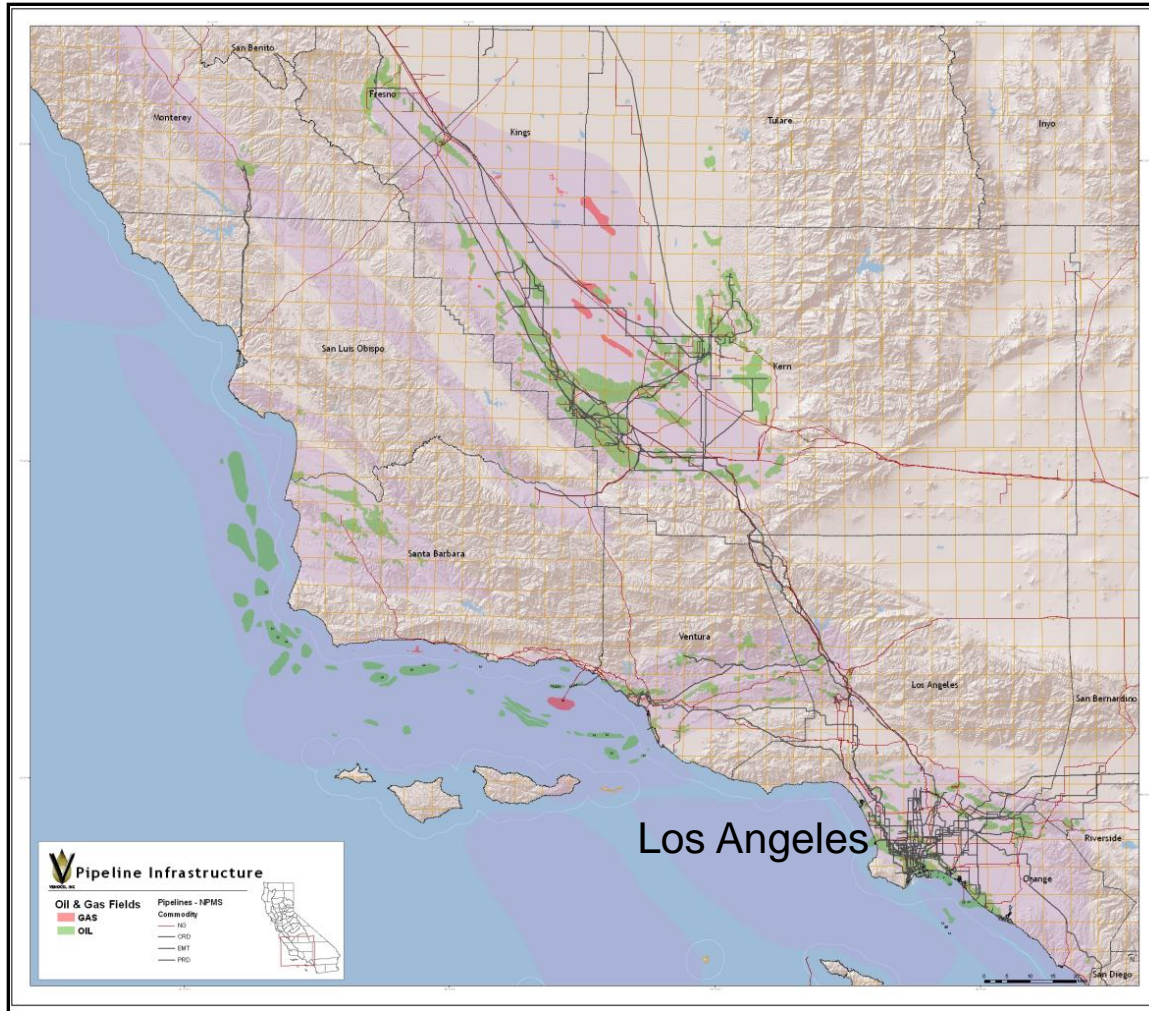 San Benito
Fresno
Monterey
Kings
Tulare
Inyo
San Luis Obispo
Kern
Santa Barbara
Ventura
Los Angeles
San Bernardino
Los Angeles
Riverside
Orange
San Diego
VENOCO, INC
Pipeline Infrastructure
Oil & Gas Fields
GAS
OIL
Pipelines - NPMS
Commodity
NG
CRD
EMT
PRD